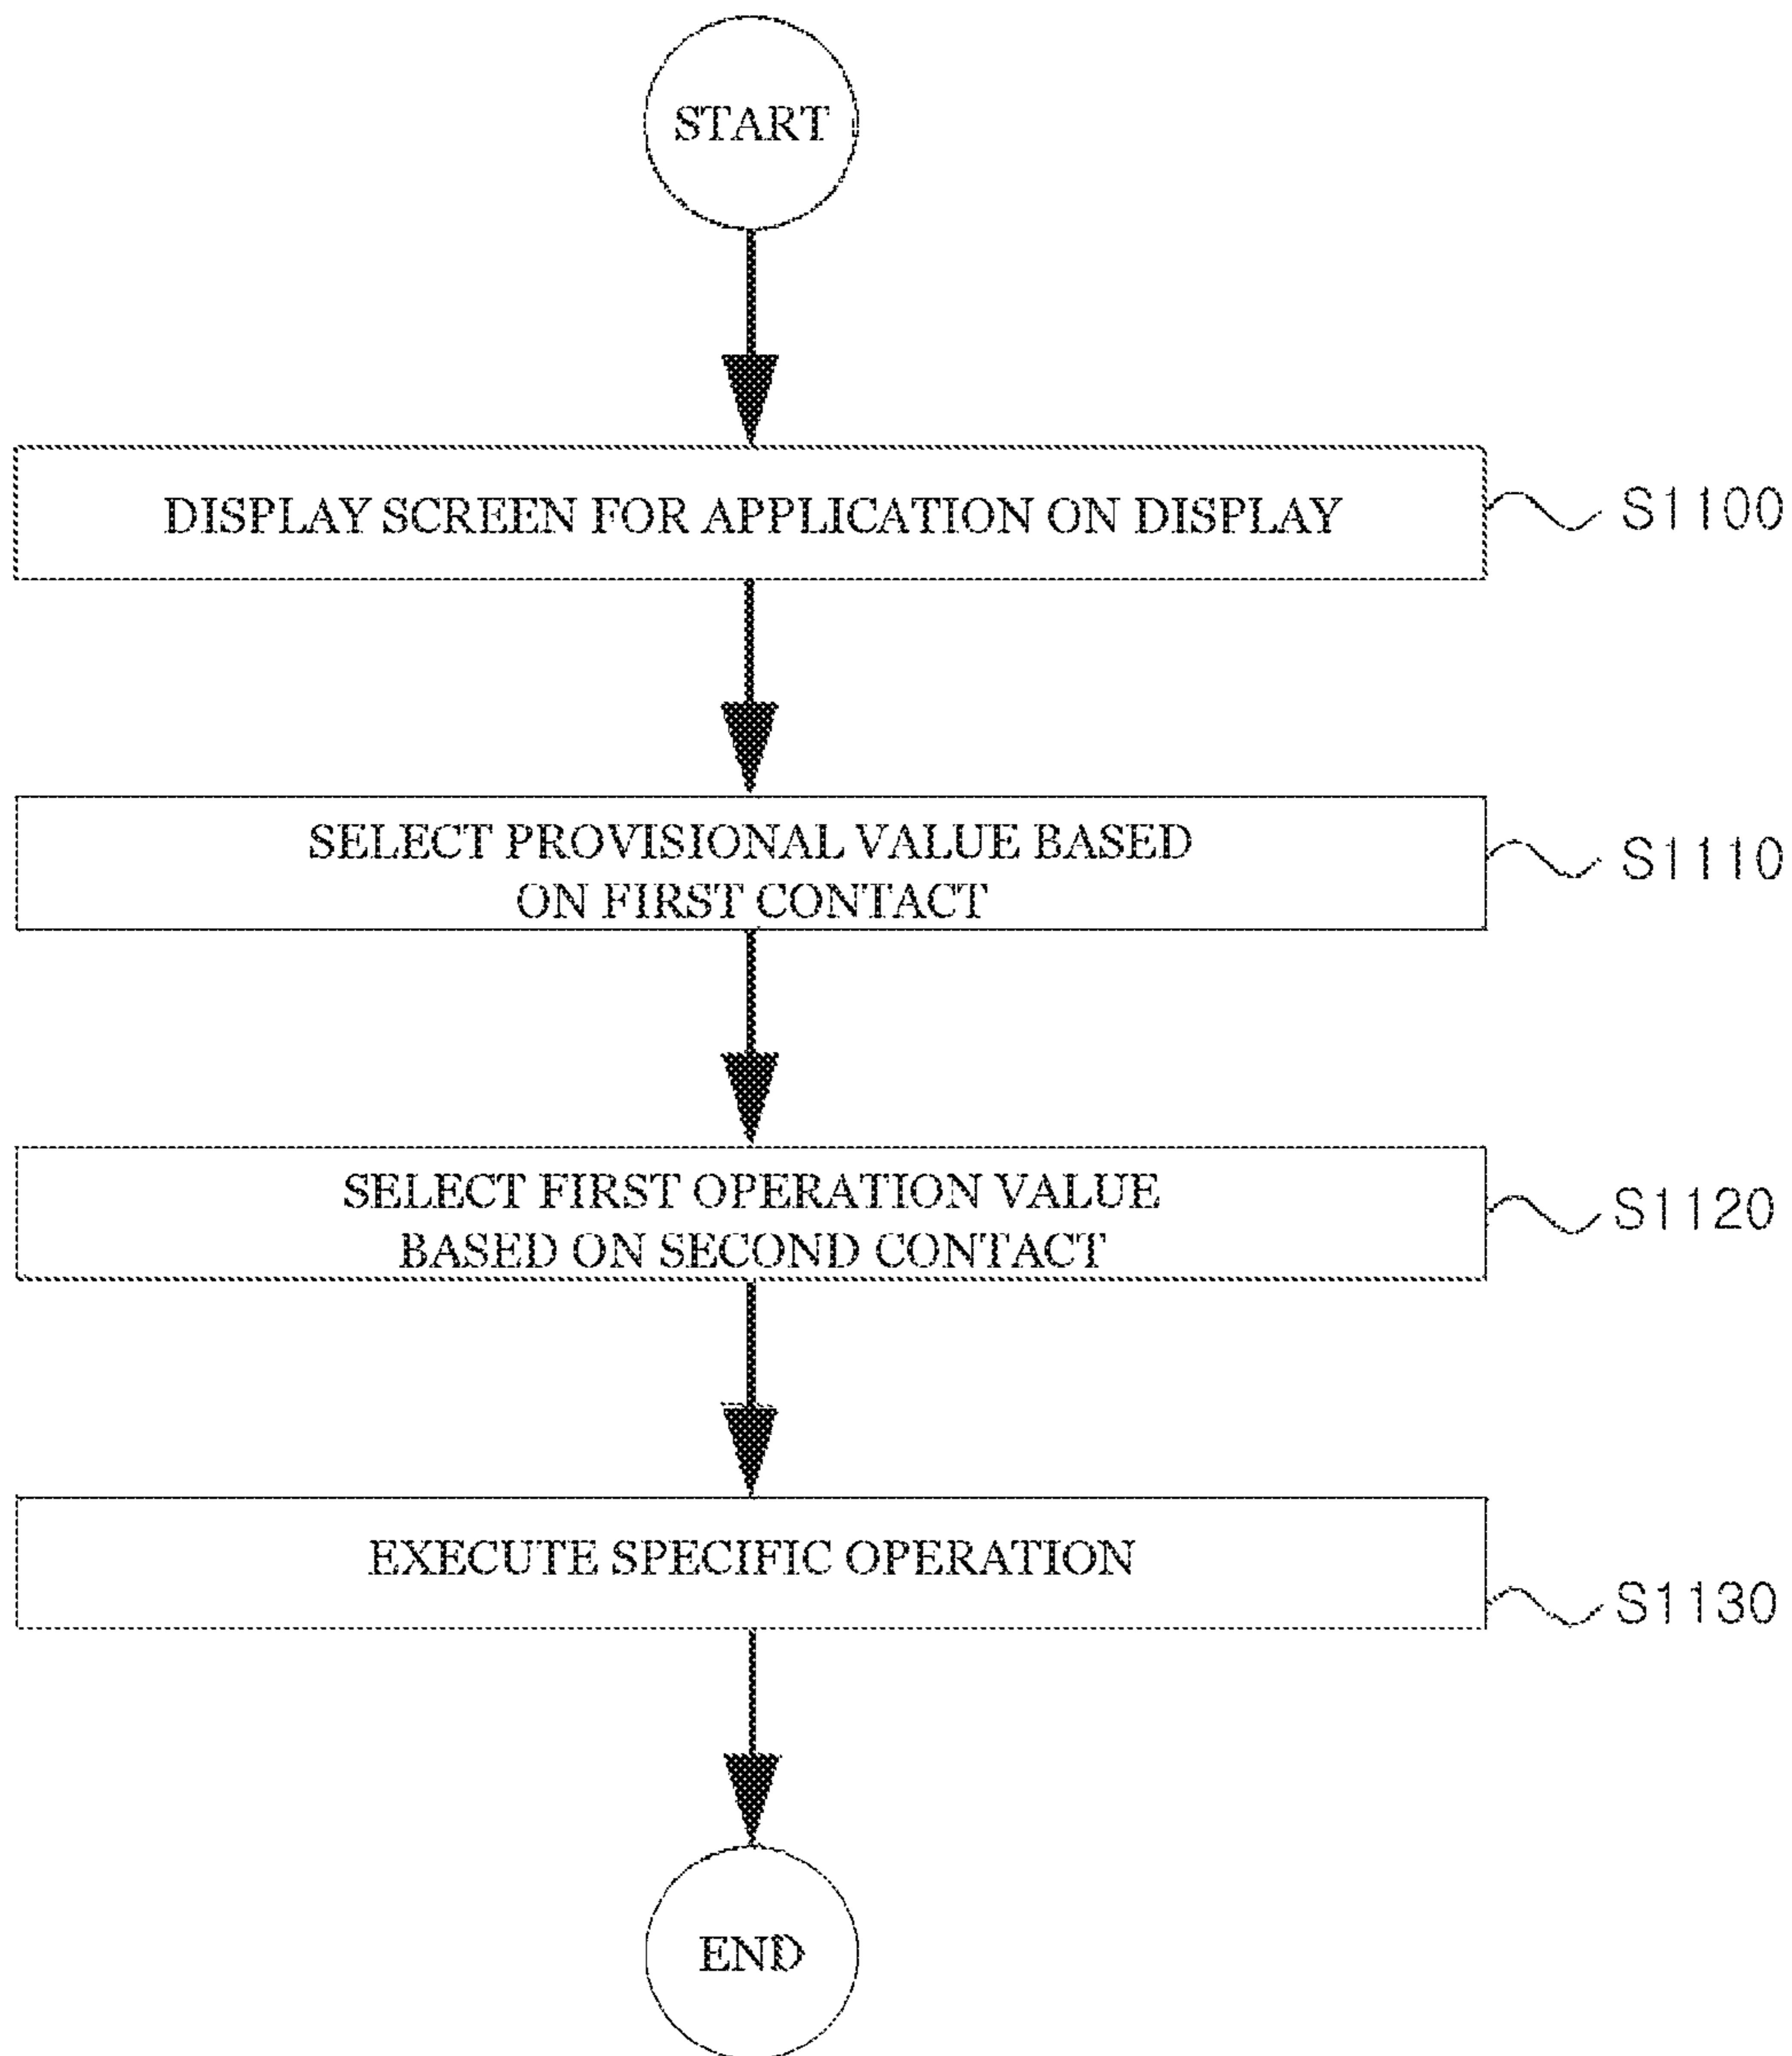 START
DISPLAY SCREEN FOR APPLICATION ON DISPLAY
S1100
SELECT PROVISIONAL VALUE BASED
ON FIRST CONTACT
S1110
SELECT FIRST OPERATION VALUE
BASED ON SECOND CONTACT
S1120
EXECUTE SPECIFIC OPERATION
S1130
END